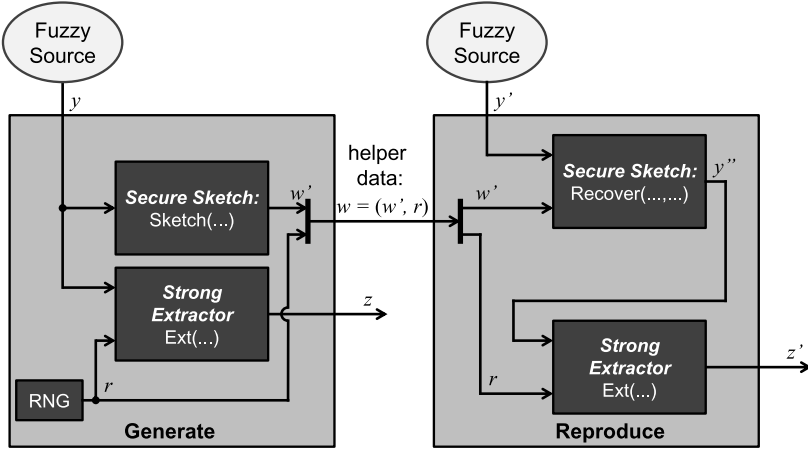 Fuzzy
Source
y
Secure Sketch:
Sketch(...)
w’
Strong
Extractor
Ext(...)
z
RNG
r
Generate
helper
data:
w = (w’, r)
Fuzzy
Source
y’
w’
Secure Sketch:
Recover(...,...)
y’’
r
Strong
Extractor
Ext(...)
z’
Reproduce